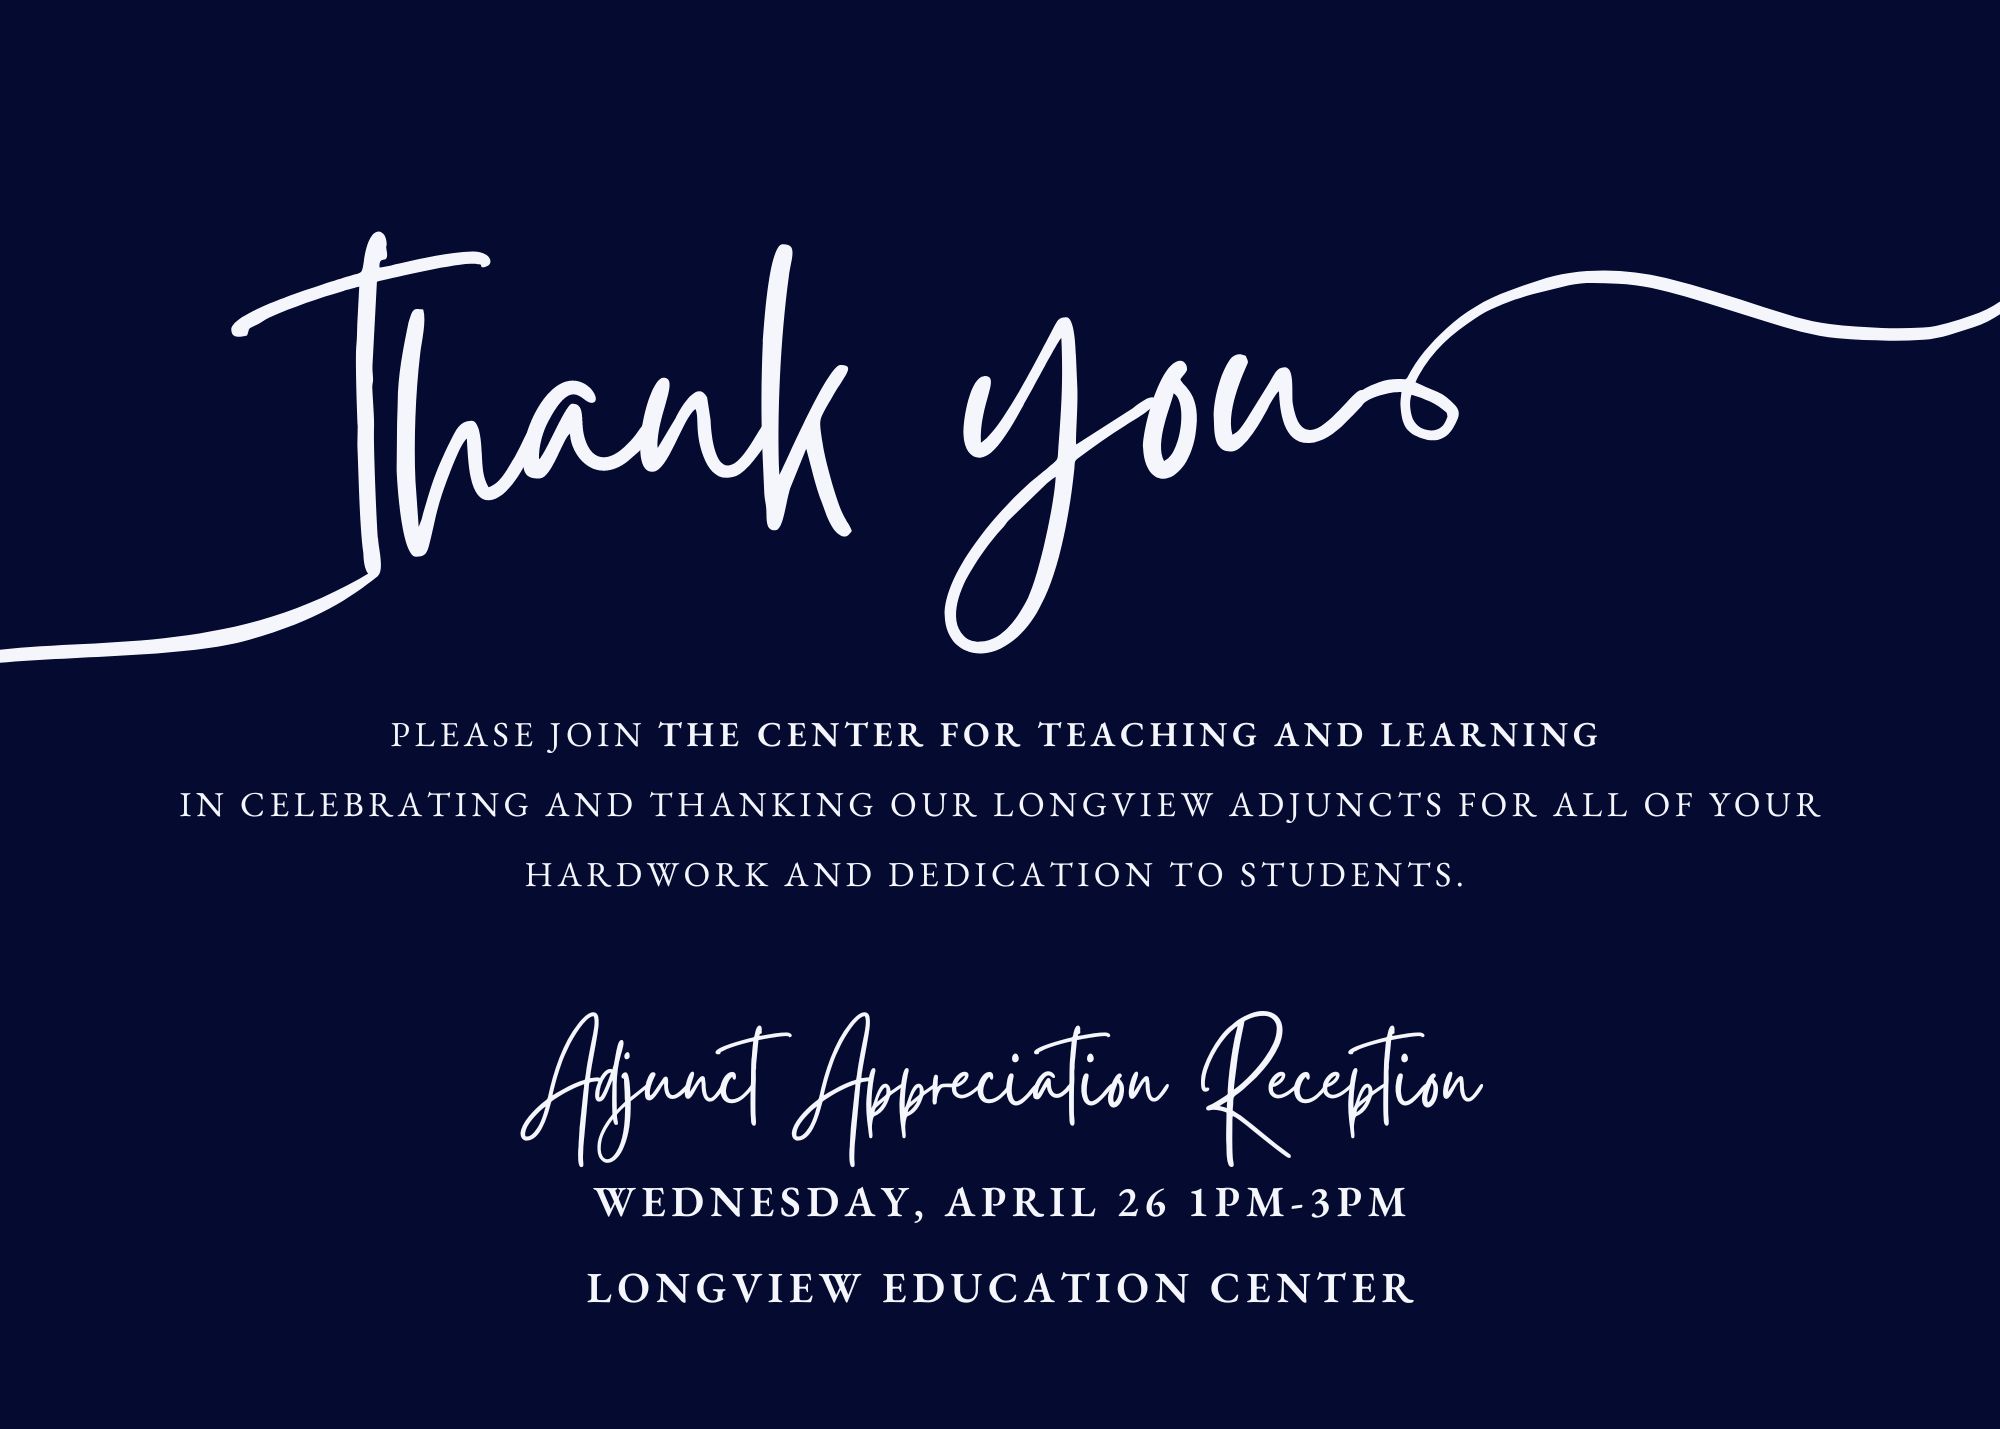 Thank you
PLEASE JOIN THE CENTER FOR TEACHING AND LEARNING
IN CELEBRATING AND THANKING OUR LONGVIEW ADJUNCTS FOR ALL OF YOUR
HARDWORK AND DEDICATION TO STUDENTS.
Adjunct Appreciation Reception
WEDNESDAY, APRIL 26 1PM-3PM
LONGVIEW EDUCATION CENTER